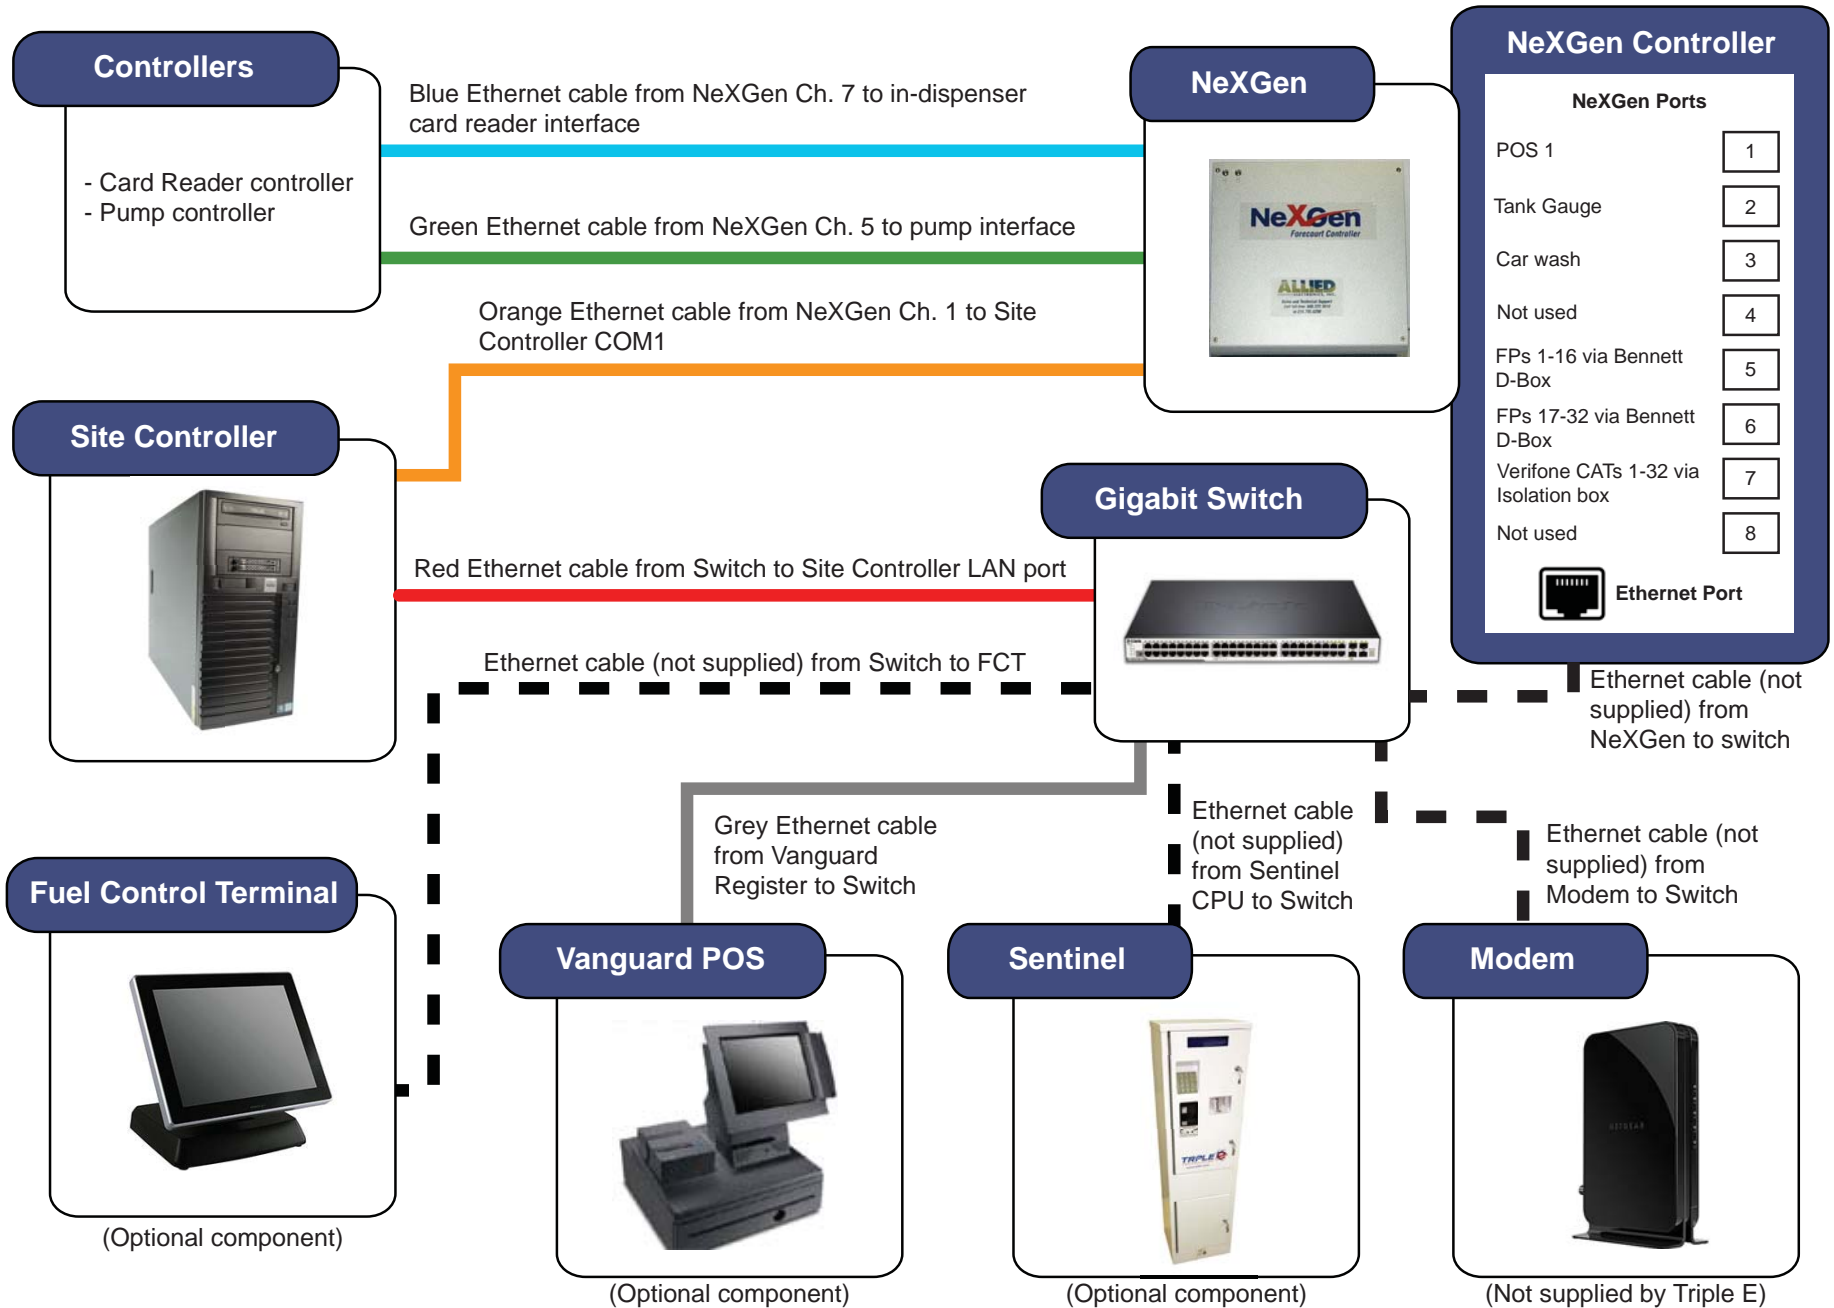 Controllers
- Card Reader controller
- Pump controller
Blue Ethernet cable from NeXGen Ch. 7 to in-dispenser
card reader interface
Green Ethernet cable from NeXGen Ch. 5 to pump interface
Orange Ethernet cable from NeXGen Ch. 1 to Site
Controller COM1
NeXGen
NeXGen
Forecourt Controller
ALLIED
NeXGen Controller
NeXGen Ports
POS 1 1
Tank Gauge 2
Car wash 3
Not used 4
FPs 1-16 via Bennett
D-Box 5
FPs 17-32 via Bennett
D-Box 6
Verifone CATs 1-32 via
Isolation box 7
Not used 8
Ethernet Port
Site Controller
Red Ethernet cable from Switch to Site Controller LAN port
Gigabit Switch
Ethernet cable (not supplied) from Switch to FCT
Ethernet cable (not
supplied) from
NeXGen to switch
Grey Ethernet cable
from Vanguard
Register to Switch
Ethernet cable
(not supplied)
from Sentinel
CPU to Switch
Ethernet cable (not
supplied) from
Modem to Switch
Fuel Control Terminal
(Optional component)
Vanguard POS
(Optional component)
Sentinel
TRIPLE E
(Optional component)
Modem
NETGEAR
(Not supplied by Triple E)